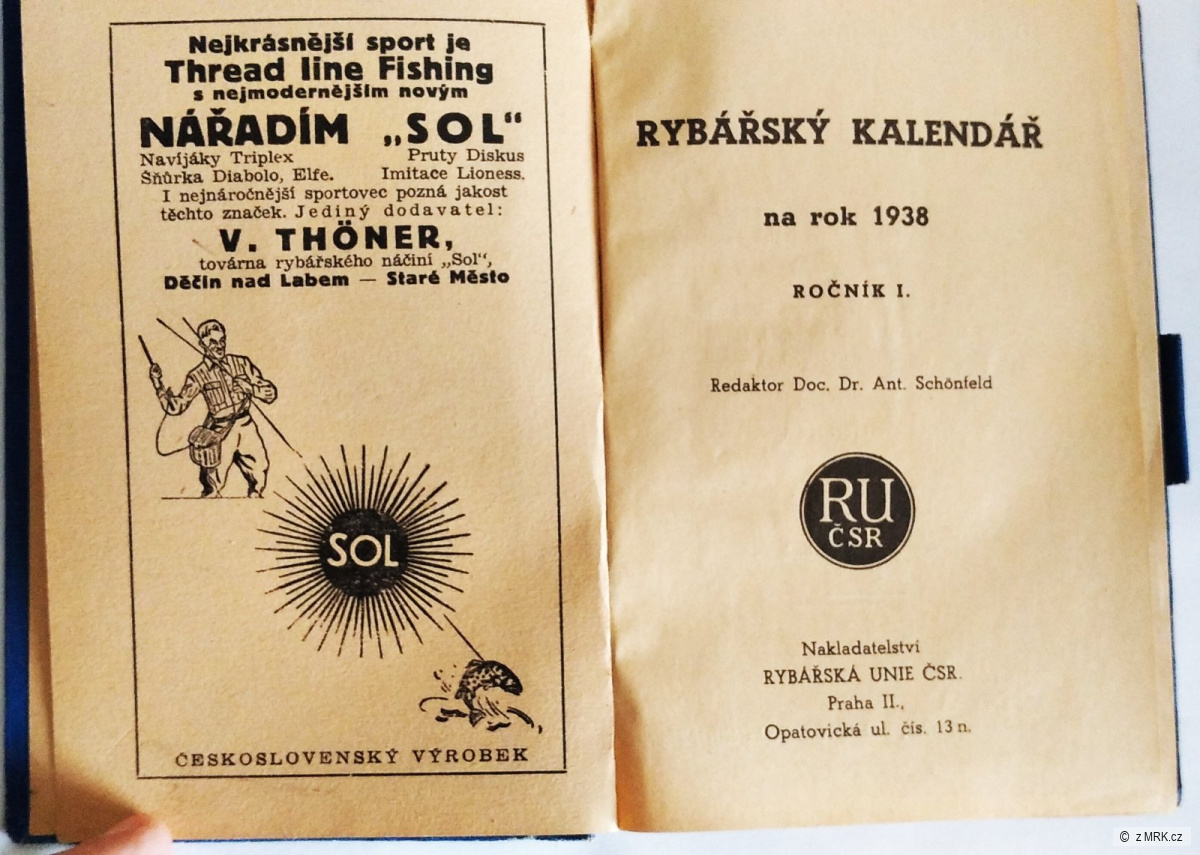 Nejkrásnější sport je
Thread line Fishing
s nejmodernějším novým
NÁŘADÍM „SOL"
Navijáky Triplex Pruty Diskus
Šňůrka Diabolo, Elfe. Imitace Lioness.
I nejnáročnější sportovec pozná jakost
těchto značek. Jediný dodavatel:
V. THÖNER,
továrna rybářského náčiní „Sol",
Děčín nad Labem — Staré Město
SOL
ČESKOSLOVENSKÝ VÝROBEK
RYBÁŘSKÝ KALENDÁŘ
na rok 1938
ROČNÍK I.
Redaktor Doc. Dr. Ant. Schönfeld
RU
ČSR
Nakladatelství
RYBÁŘSKÁ UNIE ČSR.
Praha II.,
Opatovická ul. čís. 13 n.
© z MRK.cz